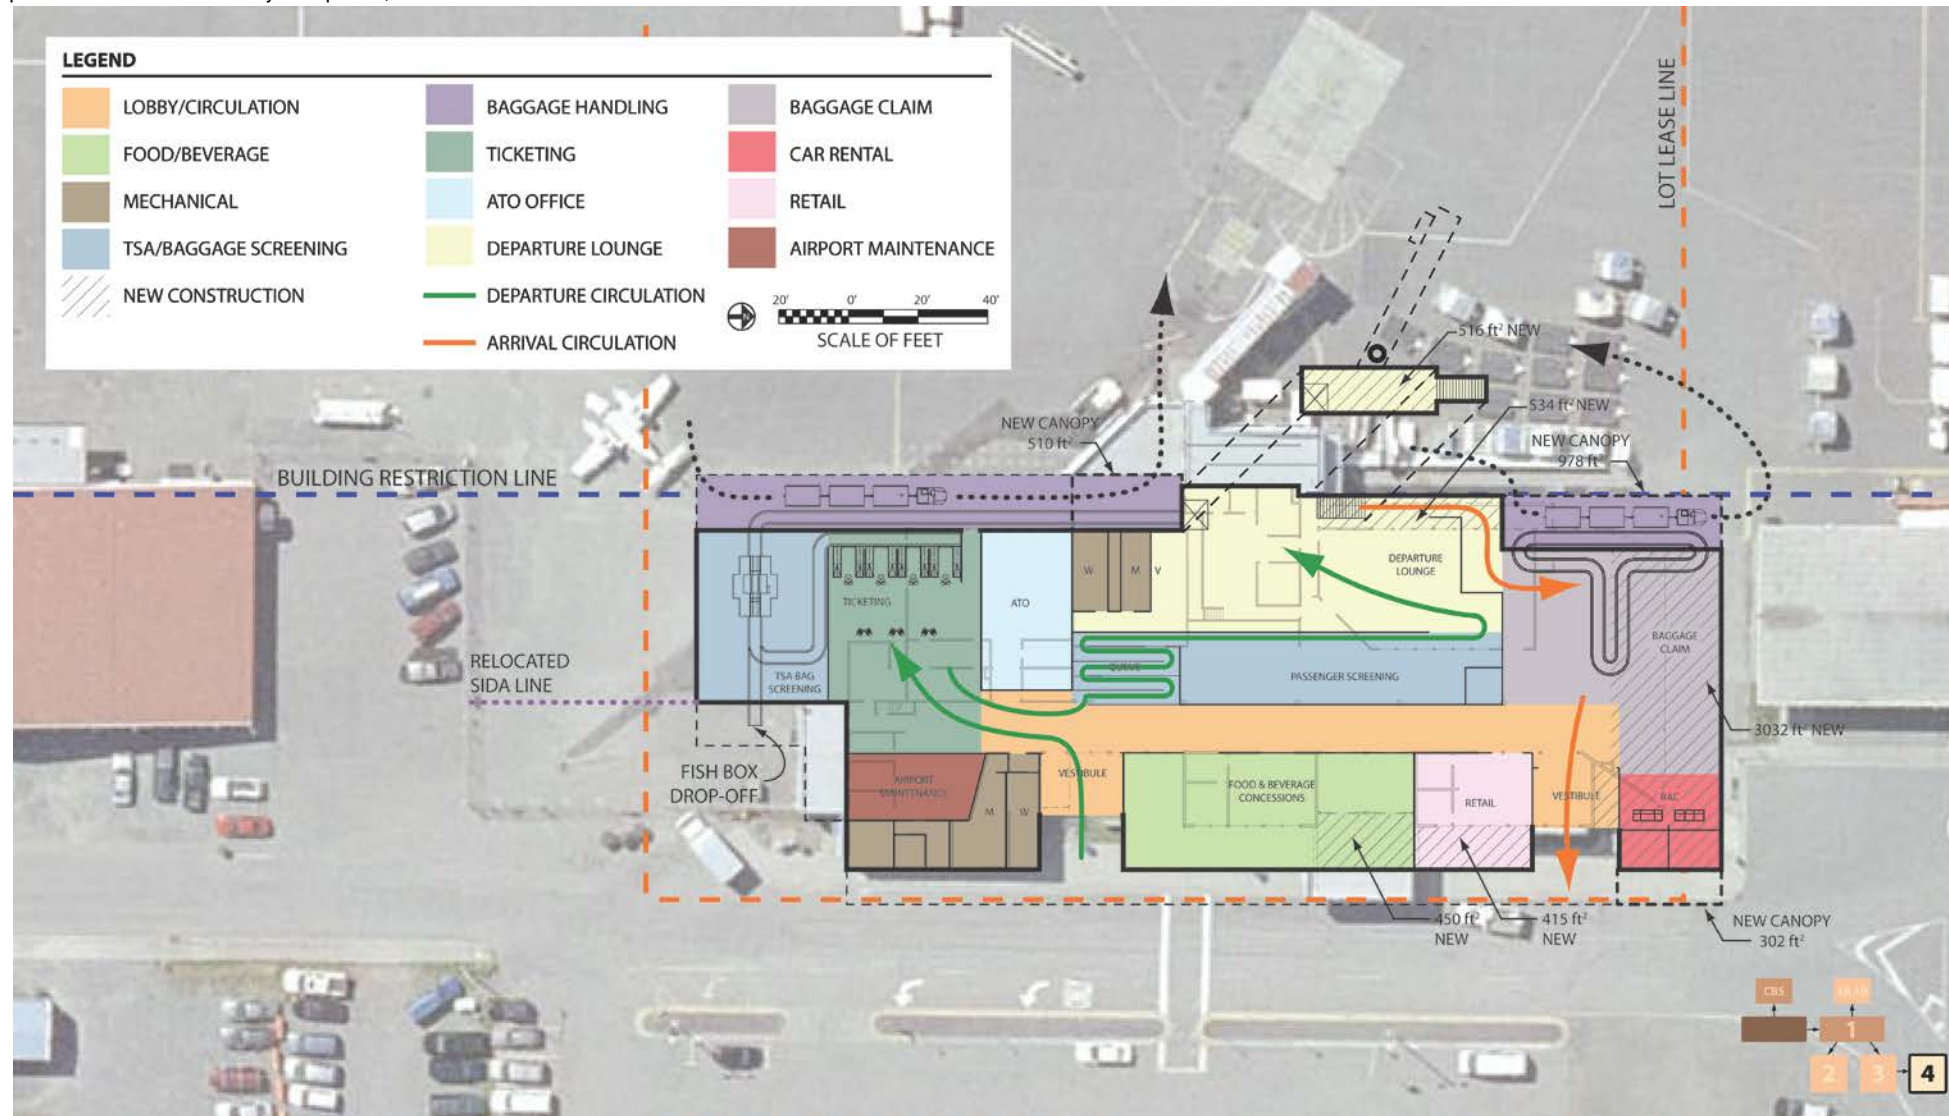 LEGEND
LOBBY/CIRCULATION
FOOD/BEVERAGE
MECHANICAL
TSA/BAGGAGE SCREENING
NEW CONSTRUCTION
BAGGAGE HANDLING
TICKETING
ATO OFFICE
DEPARTURE LOUNGE
DEPARTURE CIRCULATION
ARRIVAL CIRCULATION
BAGGAGE CLAIM
CAR RENTAL
RETAIL
AIRPORT MAINTENANCE
20' 0' 20' 40'
SCALE OF FEET
LOT LEASE LINE
516 ft² NEW
534 ft² NEW
NEW CANOPY
510 ft²
NEW CANOPY
978 ft²
BUILDING RESTRICTION LINE
DEPARTURE
LOUNGE
W M V
TICKETING
ATO
BAGGAGE
CLAIM
RELOCATED
SIDA LINE
TSA BAG
SCREENING
QUEUE
PASSENGER SCREENING
3032 ft² NEW
FISH BOX
DROP-OFF
AIRPORT
MAINTENANCE
VESTIBULE
FOOD & BEVERAGE
CONCESSIONS
RETAIL
VESTIBULE
RAC
M W
450 ft²
NEW
415 ft²
NEW
NEW CANOPY
302 ft²
CBS
1
2 3 4